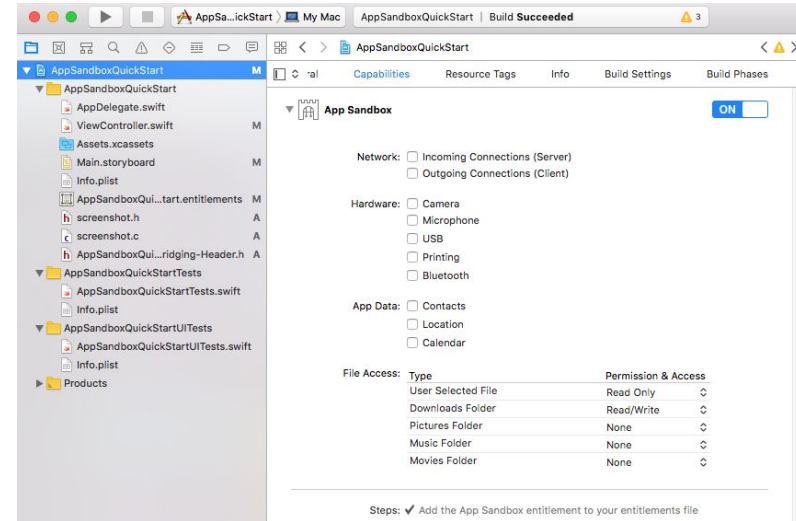 AppSa...ickStart 〉 My Mac
AppSandboxQuickStart | Build Succeeded
3
AppSandboxQuickStart M
AppSandboxQuickStart
AppDelegate.swift
ViewController.swift M
Assets.xcassets
Main.storyboard M
Info.plist
AppSandboxQui...tart.entitlements M
h screenshot.h A
c screenshot.c A
h AppSandboxQui...ridging-Header.h A
AppSandboxQuickStartTests
AppSandboxQuickStartTests.swift
Info.plist
AppSandboxQuickStartUITests
AppSandboxQuickStartUITests.swift
Info.plist
Products
AppSandboxQuickStart
ral Capabilities Resource Tags Info Build Settings Build Phases
App Sandbox ON
Network: Incoming Connections (Server)
Outgoing Connections (Client)
Hardware: Camera
Microphone
USB
Printing
Bluetooth
App Data: Contacts
Location
Calendar
File Access: Type Permission & Access
User Selected File Read Only
Downloads Folder Read/Write
Pictures Folder None
Music Folder None
Movies Folder None
Steps: ✓ Add the App Sandbox entitlement to your entitlements file